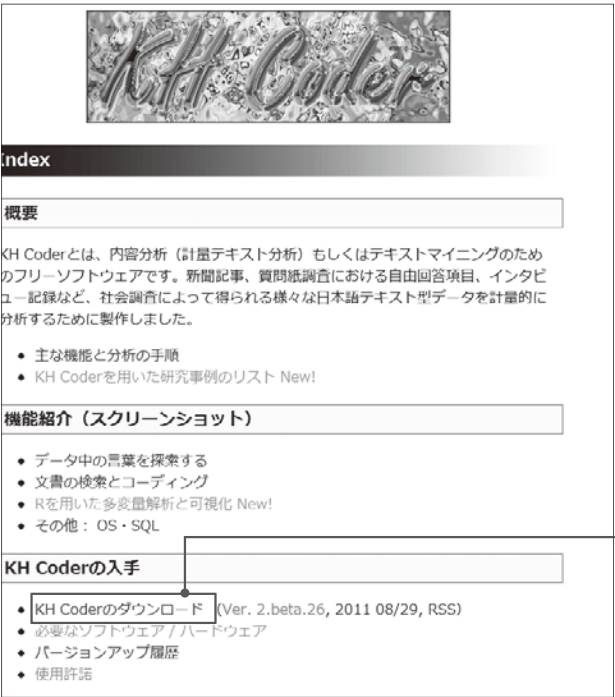 KH Coder
Index
概要
KH Coderとは、内容分析（計量テキスト分析）もしくはテキストマイニングのため
のフリーソフトウェアです。新聞記事、質問紙調査における自由回答項目、インタビ
ュー記録など、社会調査によって得られる様々な日本語テキスト型データを計量的に
分析するために製作しました。
主な機能と分析の手順
KH Coderを用いた研究事例のリスト New!
機能紹介（スクリーンショット）
データ中の言葉を探索する
文書の検索とコーディング
Rを用いた多変量解析と可視化 New!
その他： OS・SQL
KH Coderの入手
KH Coderのダウンロード (Ver. 2.beta.26, 2011 08/29, RSS)
必要なソフトウェア / ハードウェア
バージョンアップ履歴
使用許諾